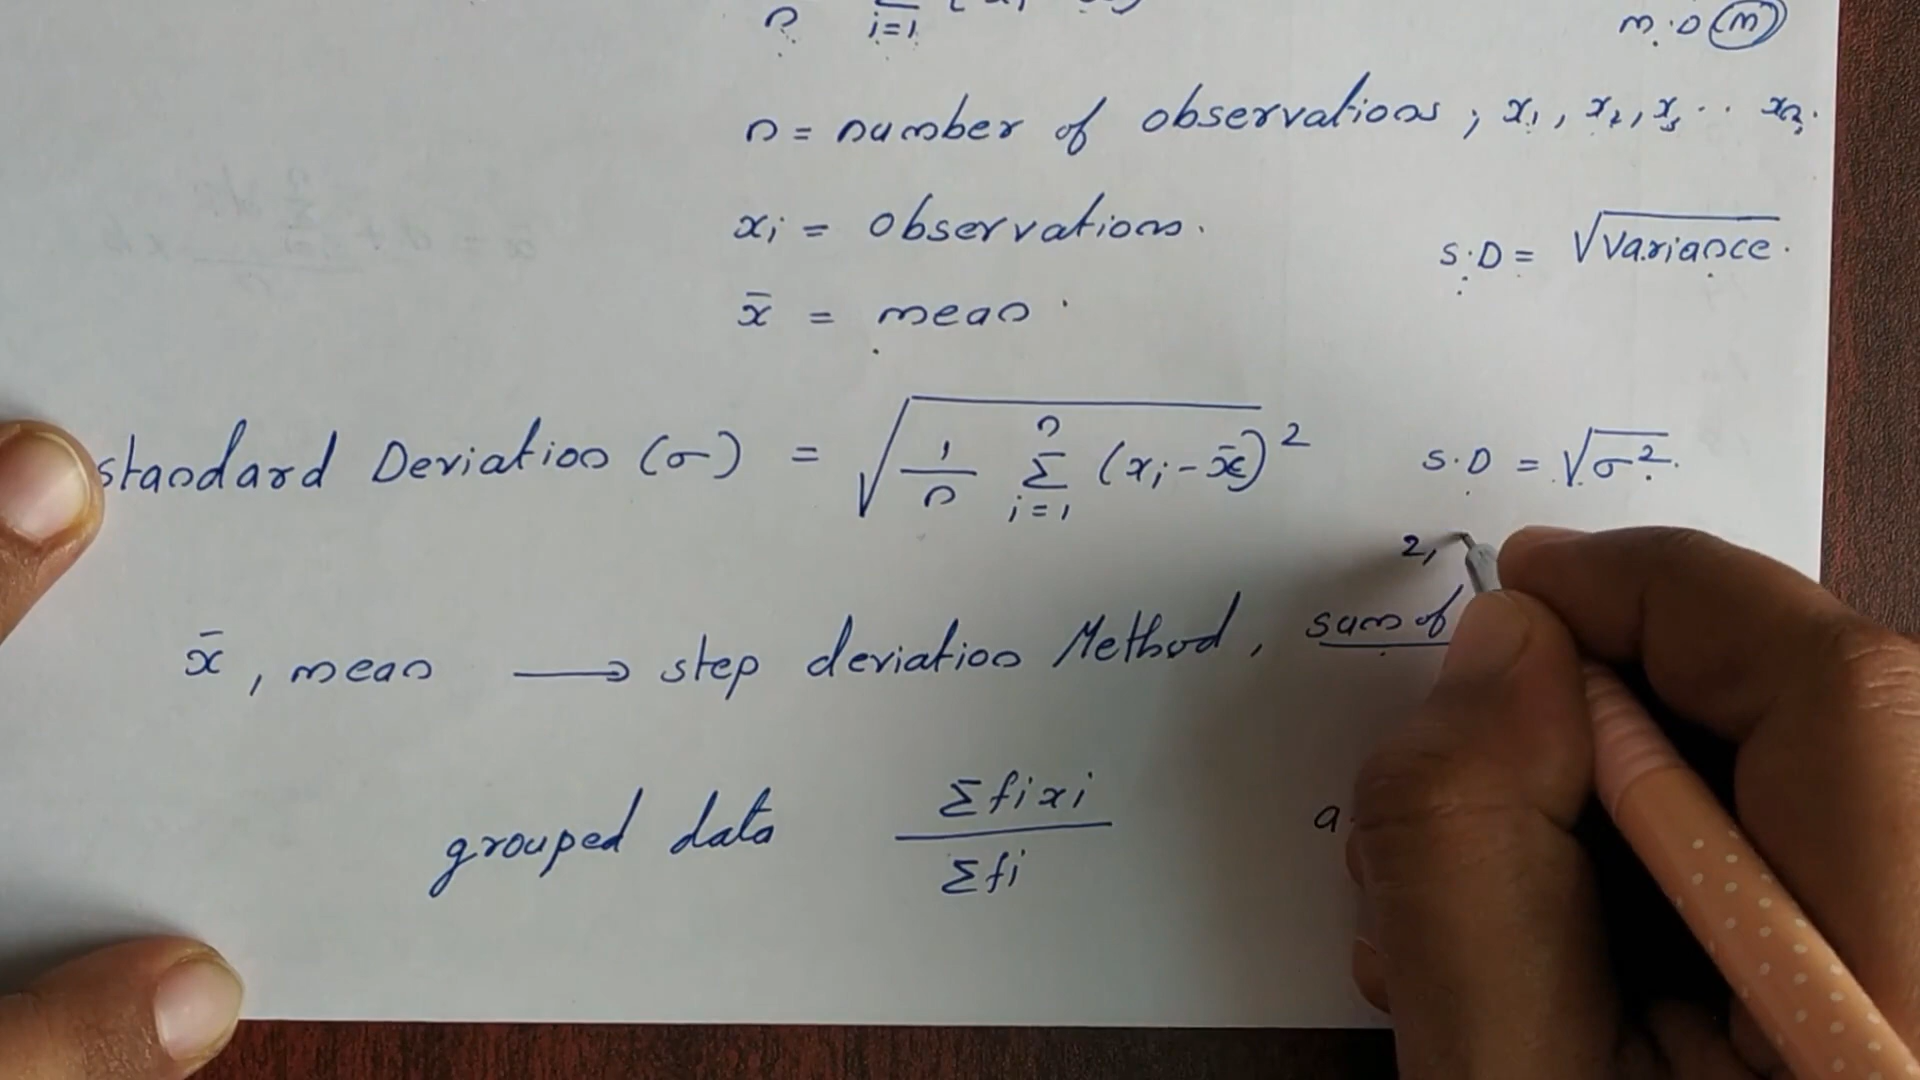 n i=1 M.D(M)
n = number of observations ; x₁, x₂, x₃ .. xₙ.
xᵢ = observations.
S.D = √Variance.
x̄ = mean
standard Deviation (σ) = √ 1/n Σ i=1 n (xᵢ - x̄)² S.D = √σ².
2,
x̄, mean → step deviation Method, sum of
grouped data Σfixi / Σfi a